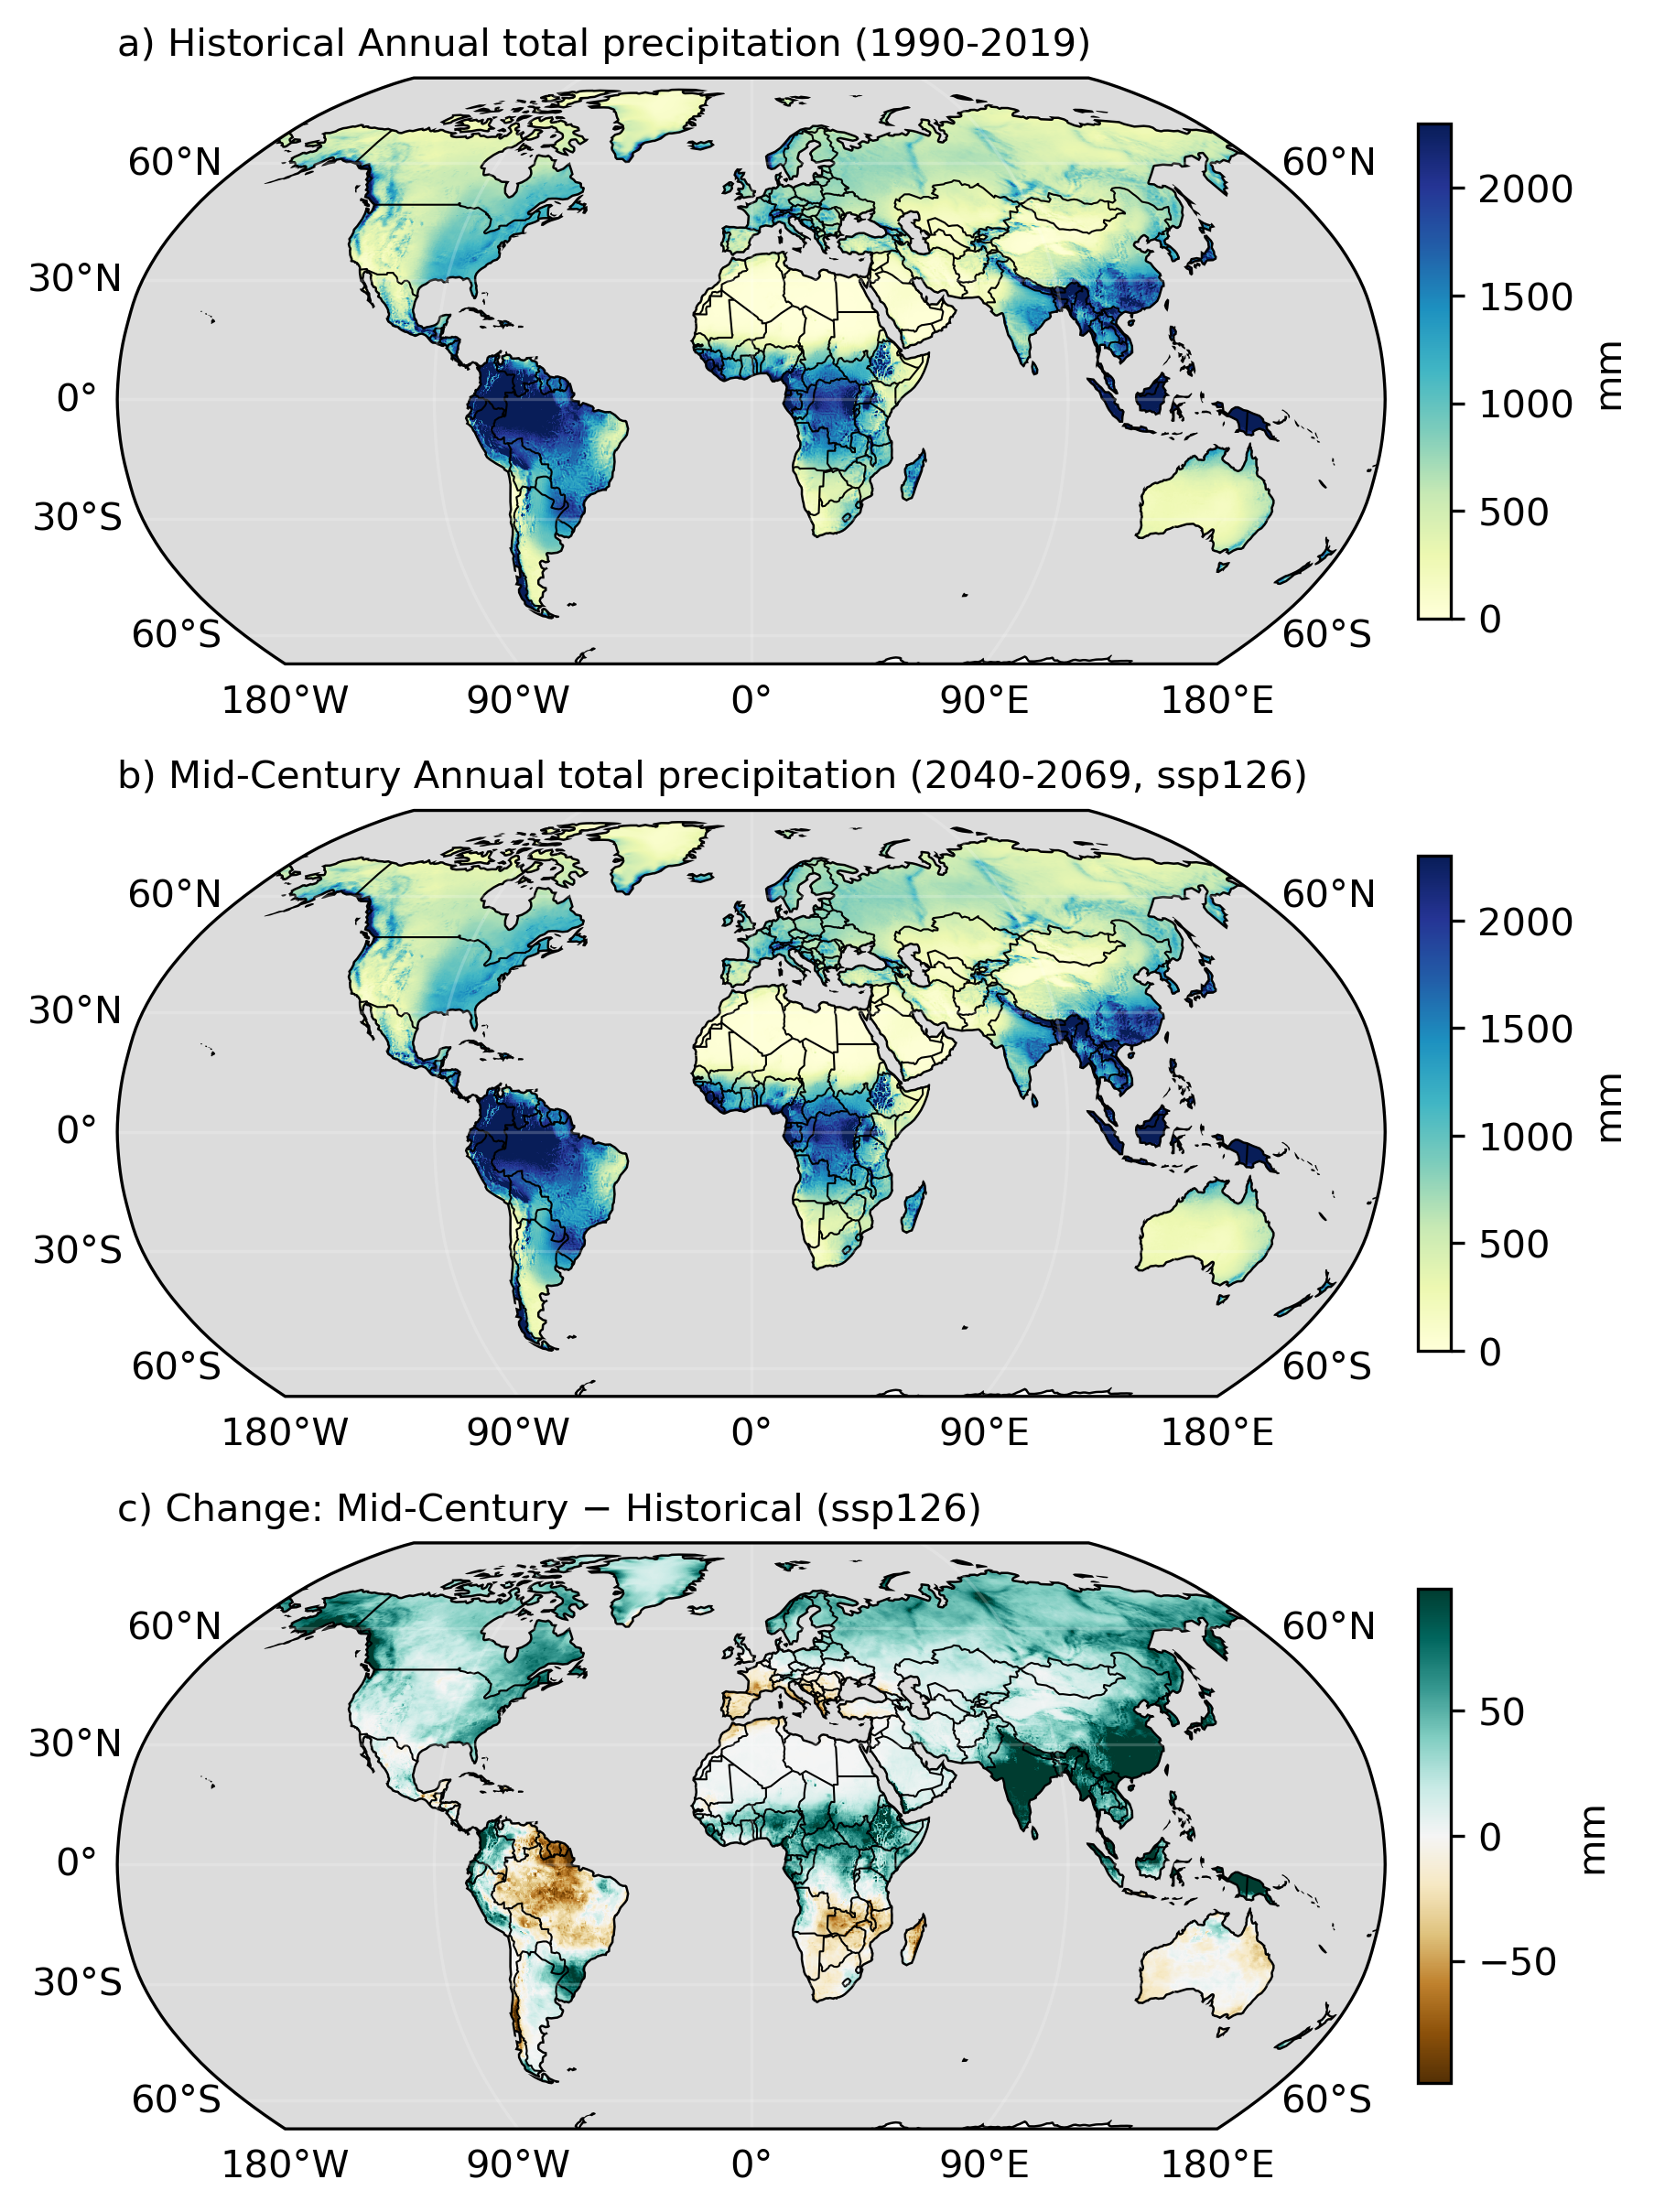 a) Historical Annual total precipitation (1990-2019)
60°N
60°N
30°N
0°
30°S
60°S
60°S
180°W
90°W
0°
90°E
180°E
2000
1500
1000
500
0
mm
b) Mid-Century Annual total precipitation (2040-2069, ssp126)
60°N
60°N
30°N
0°
30°S
60°S
60°S
180°W
90°W
0°
90°E
180°E
2000
1500
1000
500
0
mm
c) Change: Mid-Century − Historical (ssp126)
60°N
60°N
30°N
0°
30°S
60°S
60°S
180°W
90°W
0°
90°E
180°E
50
0
−50
mm